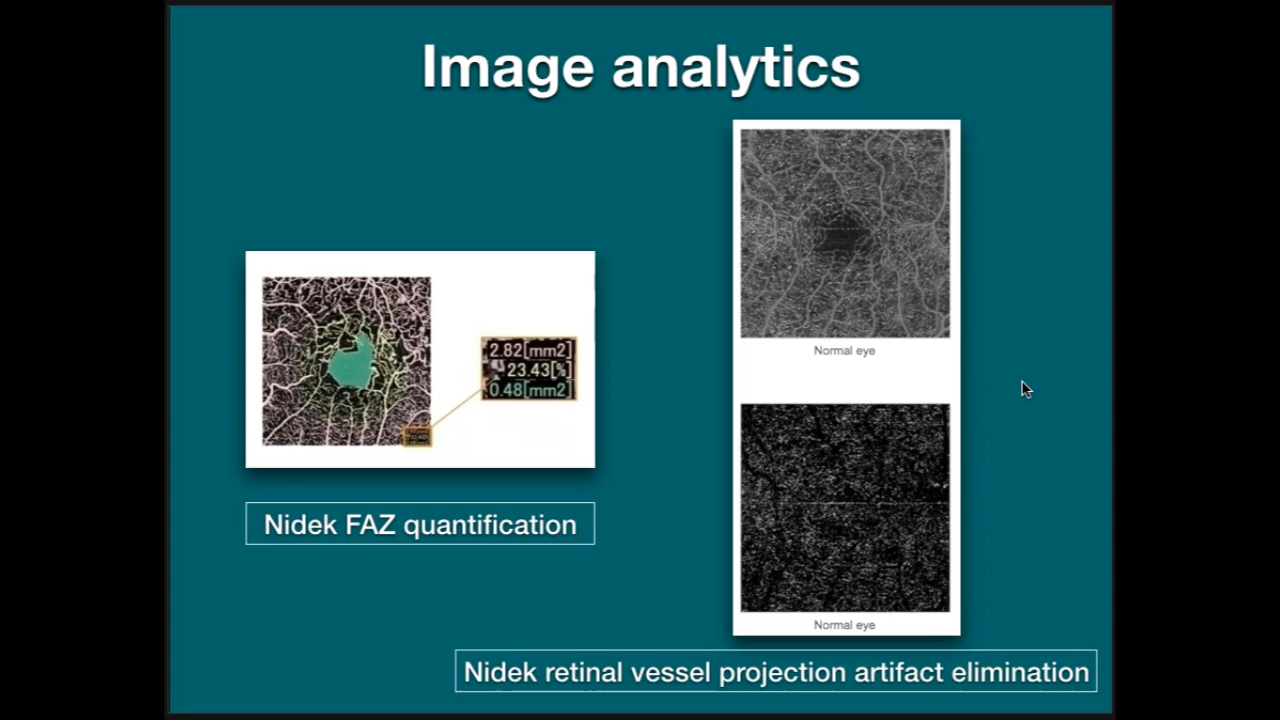 Image analytics
2.82[mm2]
23.43[%]
0.48[mm2]
Nidek FAZ quantification
Normal eye
Normal eye
Nidek retinal vessel projection artifact elimination